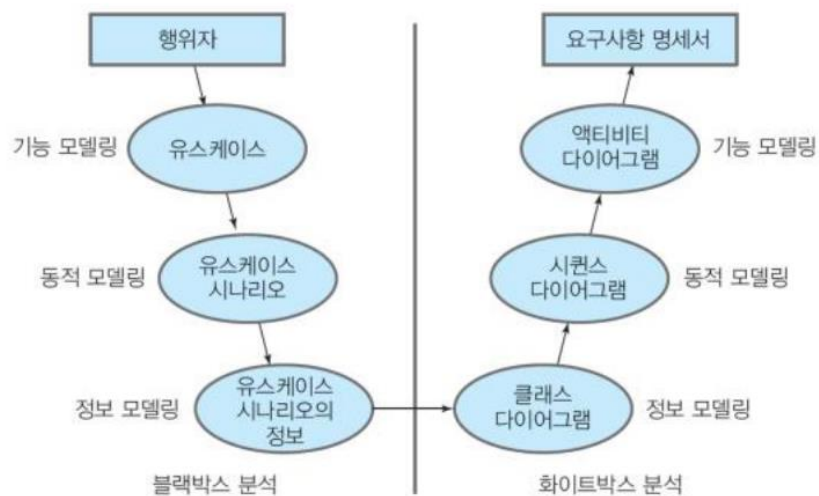 행위자
요구사항 명세서
기능 모델링
유스케이스
액티비티
다이어그램
기능 모델링
동적 모델링
유스케이스
시나리오
시퀀스
다이어그램
동적 모델링
정보 모델링
유스케이스
시나리오의
정보
클래스
다이어그램
정보 모델링
블랙박스 분석
화이트박스 분석